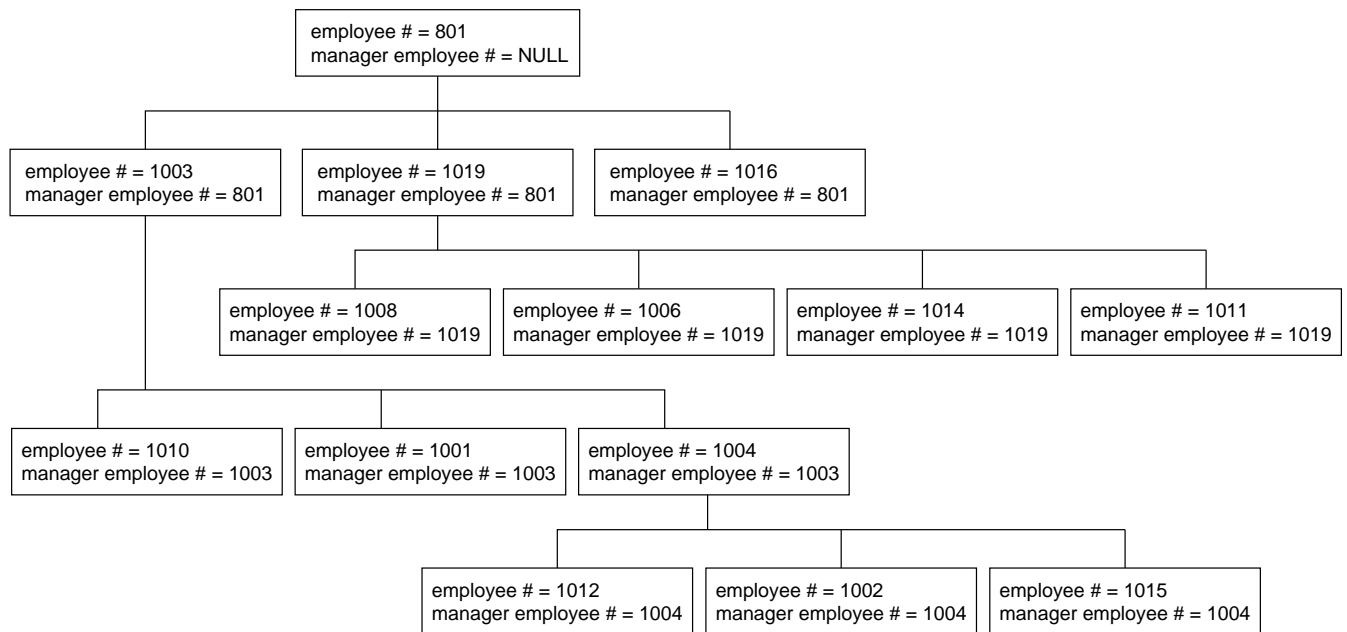 employee # = 801
manager employee # = NULL
employee # = 1003
manager employee # = 801
employee # = 1019
manager employee # = 801
employee # = 1016
manager employee # = 801
employee # = 1008
manager employee # = 1019
employee # = 1006
manager employee # = 1019
employee # = 1014
manager employee # = 1019
employee # = 1011
manager employee # = 1019
employee # = 1010
manager employee # = 1003
employee # = 1001
manager employee # = 1003
employee # = 1004
manager employee # = 1003
employee # = 1012
manager employee # = 1004
employee # = 1002
manager employee # = 1004
employee # = 1015
manager employee # = 1004